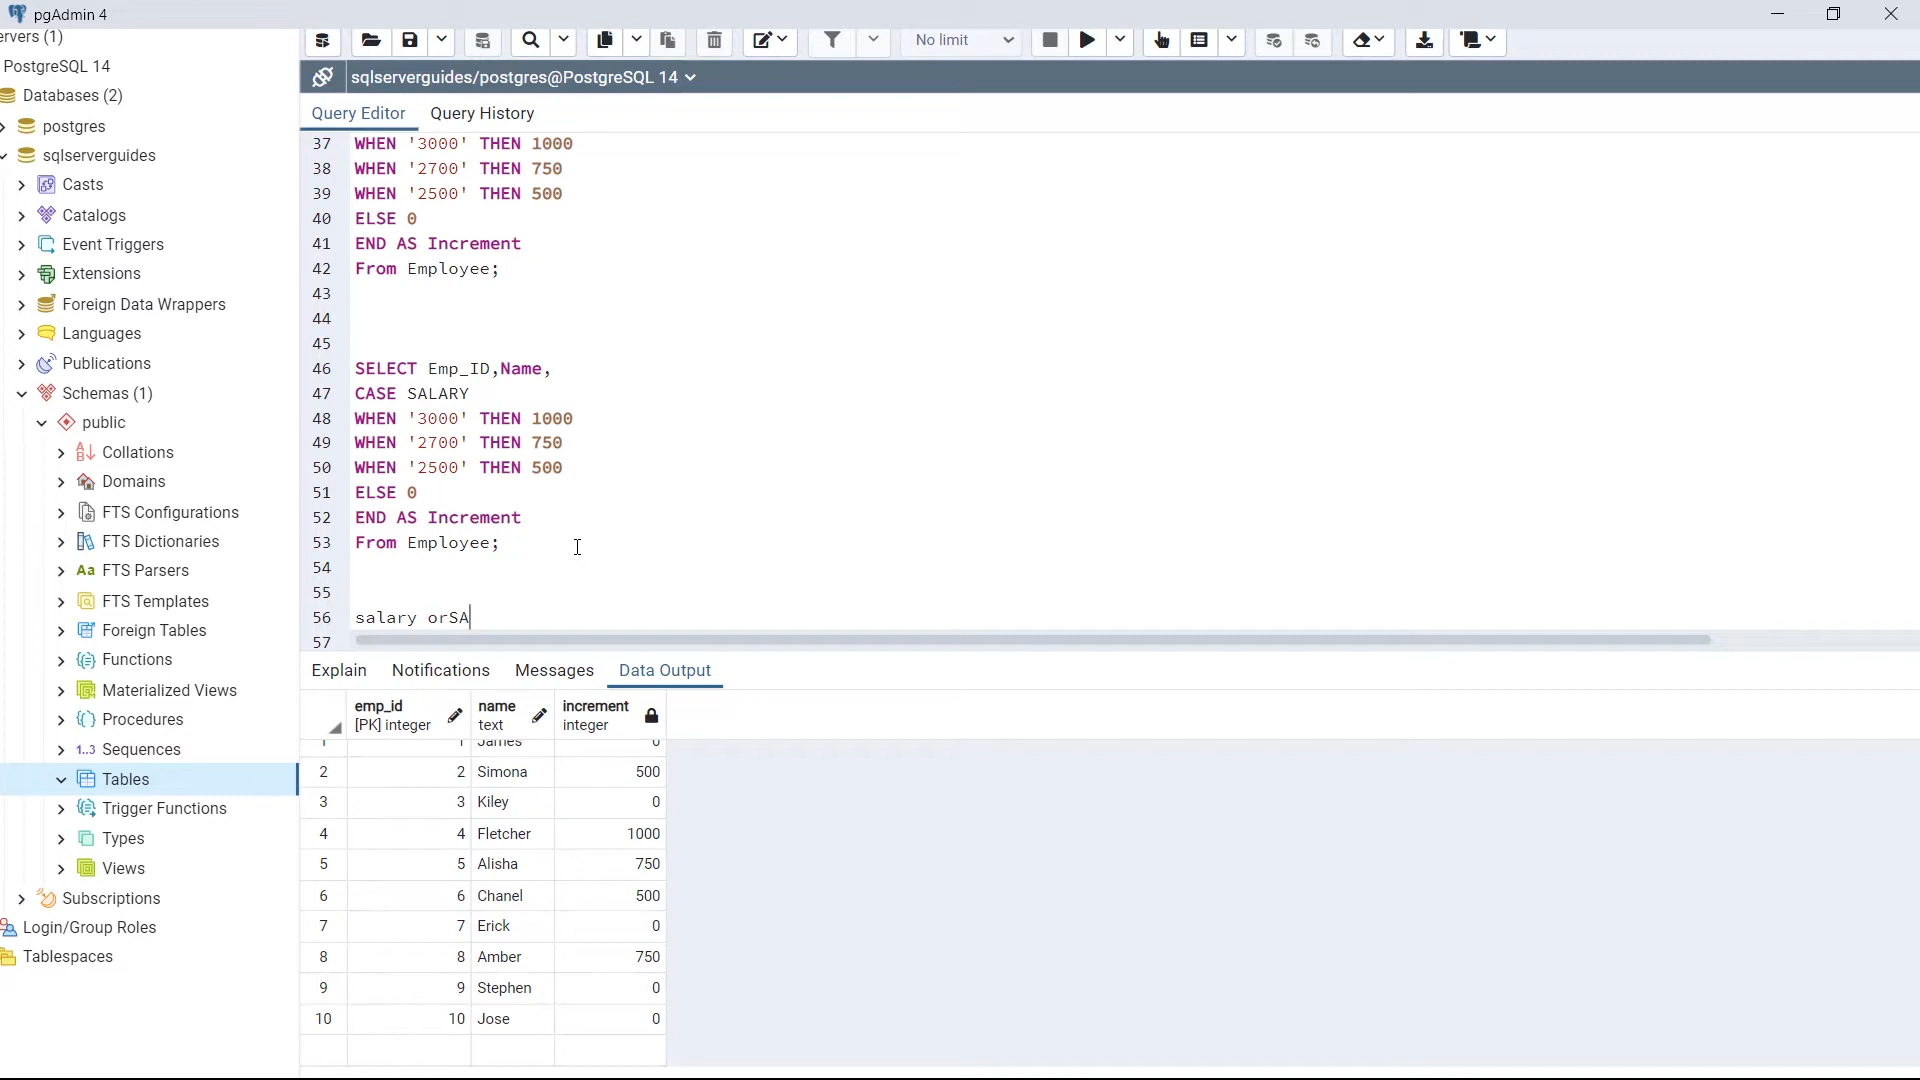 pgAdmin 4
ervers (1)
PostgreSQL 14
Databases (2)
postgres
sqlserverguides
Casts
Catalogs
Event Triggers
Extensions
Foreign Data Wrappers
Languages
Publications
Schemas (1)
public
Collations
Domains
FTS Configurations
FTS Dictionaries
Aa FTS Parsers
FTS Templates
Foreign Tables
Functions
Materialized Views
Procedures
1..3 Sequences
Tables
Trigger Functions
Types
Views
Subscriptions
Login/Group Roles
Tablespaces
No limit
sqlserverguides/postgres@PostgreSQL 14
Query Editor Query History
37 WHEN '3000' THEN 1000
38 WHEN '2700' THEN 750
39 WHEN '2500' THEN 500
40 ELSE 0
41 END AS Increment
42 From Employee;
43
44
45
46 SELECT Emp_ID,Name,
47 CASE SALARY
48 WHEN '3000' THEN 1000
49 WHEN '2700' THEN 750
50 WHEN '2500' THEN 500
51 ELSE 0
52 END AS Increment
53 From Employee;
54
55
56 salary orSA
57
Explain Notifications Messages Data Output
emp_id name increment
[PK] integer text integer
1 1 James 0
2 2 Simona 500
3 3 Kiley 0
4 4 Fletcher 1000
5 5 Alisha 750
6 6 Chanel 500
7 7 Erick 0
8 8 Amber 750
9 9 Stephen 0
10 10 Jose 0